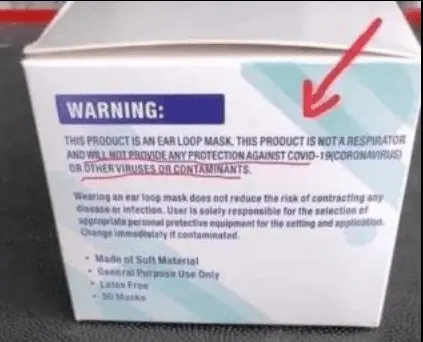 WARNING:
THIS PRODUCT IS AN EAR LOOP MASK. THIS PRODUCT IS NOT A RESPIRATOR
AND WILL NOT PROVIDE ANY PROTECTION AGAINST COVID-19(CORONAVIRUS)
OR OTHER VIRUSES OR CONTAMINANTS.
Wearing an ear loop mask does not reduce the risk of contracting any
disease or infection. User is solely responsible for the selection of
appropriate personal protective equipment for the setting and application.
Change immediately if contaminated.
• Made of Soft Material
• General Purpose Use Only
• Latex Free
• 50 Masks